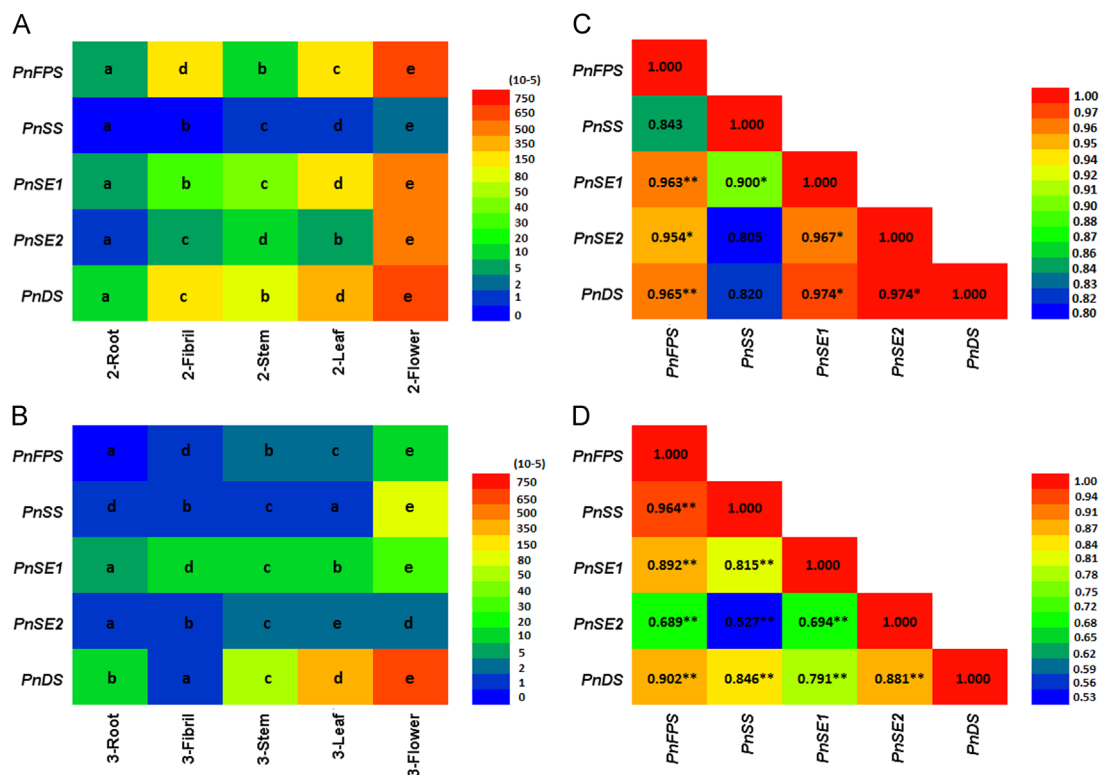 A
PnFPS a d b c e
PnSS a b c d e
PnSE1 a b c d e
PnSE2 a c d b e
PnDS a c b d e
2-Root 2-Fibril 2-Stem 2-Leaf 2-Flower
(10-5)
750
650
500
350
150
80
50
40
30
20
10
5
2
1
0
C
PnFPS 1.000
PnSS 0.843 1.000
PnSE1 0.963** 0.900* 1.000
PnSE2 0.954* 0.805 0.967* 1.000
PnDS 0.965** 0.820 0.974* 0.974* 1.000
PnFPS PnSS PnSE1 PnSE2 PnDS
1.00
0.97
0.96
0.95
0.94
0.92
0.91
0.90
0.88
0.87
0.86
0.84
0.83
0.82
0.80
B
PnFPS a d b c e
PnSS d b c a e
PnSE1 a d c b e
PnSE2 a b c e d
PnDS b a c d e
3-Root 3-Fibril 3-Stem 3-Leaf 3-Flower
(10-5)
750
650
500
350
150
80
50
40
30
20
10
5
2
1
0
D
PnFPS 1.000
PnSS 0.964** 1.000
PnSE1 0.892** 0.815** 1.000
PnSE2 0.689** 0.527** 0.694** 1.000
PnDS 0.902** 0.846** 0.791** 0.881** 1.000
PnFPS PnSS PnSE1 PnSE2 PnDS
1.00
0.94
0.91
0.87
0.84
0.81
0.78
0.75
0.72
0.68
0.65
0.62
0.59
0.56
0.53